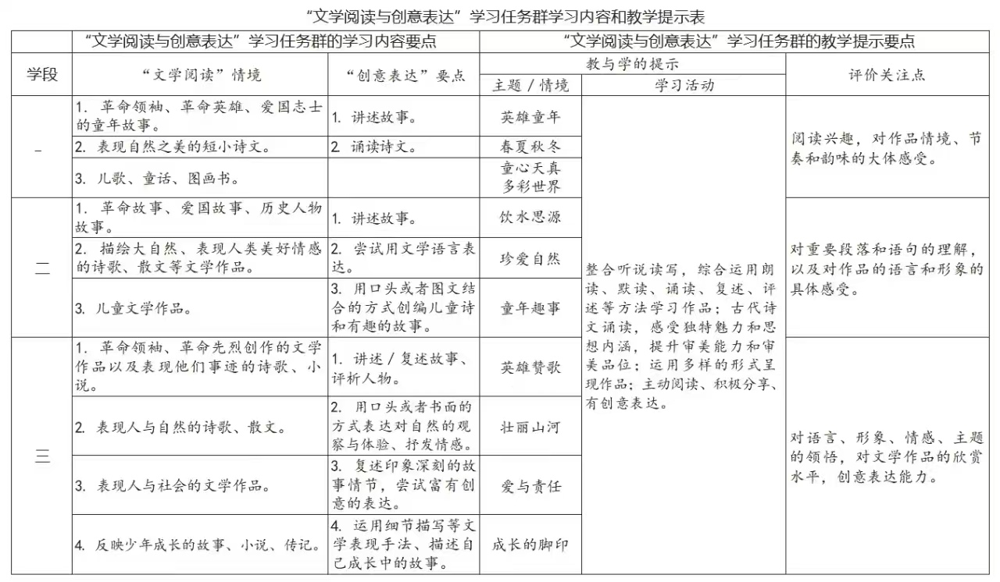 “文学阅读与创意表达”学习任务群学习内容和教学提示表
“文学阅读与创意表达”学习任务群的学习内容要点
“文学阅读与创意表达”学习任务群的教学提示要点
学段
“文学阅读”情境
“创意表达”要点
教与学的提示
评价关注点
主题/情境
学习活动
一
1. 革命领袖、革命英雄、爱国志士
的童年故事。
1. 讲述故事。
英雄童年
2. 表现自然之美的短小诗文。
2. 诵读诗文。
春夏秋冬
3. 儿歌、童话、图画书。
童心天真
多彩世界
阅读兴趣，对作品情境、节
奏和韵味的大体感受。
二
1. 革命故事、爱国故事、历史人物
故事。
1. 讲述故事。
饮水思源
2. 描绘大自然、表现人类美好情感
的诗歌、散文等文学作品。
2. 尝试用文学语言表
达。
珍爱自然
3. 儿童文学作品。
3. 用口头或者图文结
合的方式创编儿童诗
和有趣的故事。
童年趣事
对重要段落和语句的理解，
以及对作品的语言和形象的
具体感受。
整合听说读写，综合运用朗
读、默读、诵读、复述、评
述等方法学习作品；古代诗
文诵读，感受独特魅力和思
想内涵，提升审美能力和审
美品位；运用多样的形式呈
现作品；主动阅读、积极分享、
有创意表达。
三
1. 革命领袖、革命先烈创作的文学
作品以及表现他们事迹的诗歌、小
说。
1. 讲述/复述故事、
评析人物。
英雄赞歌
2. 表现人与自然的诗歌、散文。
2. 用口头或者书面的
方式表达对自然的观
察与体验、抒发情感。
壮丽山河
3. 表现人与社会的文学作品。
3. 复述印象深刻的故
事情节，尝试富有创
意的表达。
爱与责任
4. 反映少年成长的故事、小说、传记。
4. 运用细节描写等文
学表现手法、描述自
己成长中的故事。
成长的脚印
对语言、形象、情感、主题
的领悟，对文学作品的欣赏
水平，创意表达能力。